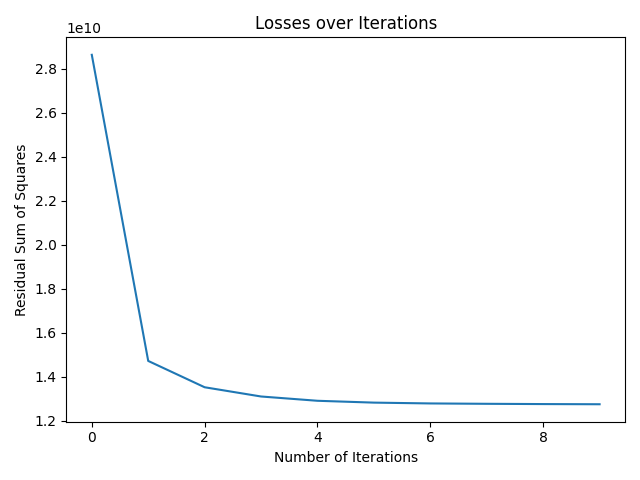 Losses over Iterations
1e10
2.8
2.6
2.4
2.2
2.0
1.8
1.6
1.4
1.2
Residual Sum of Squares
0 2 4 6 8
Number of Iterations